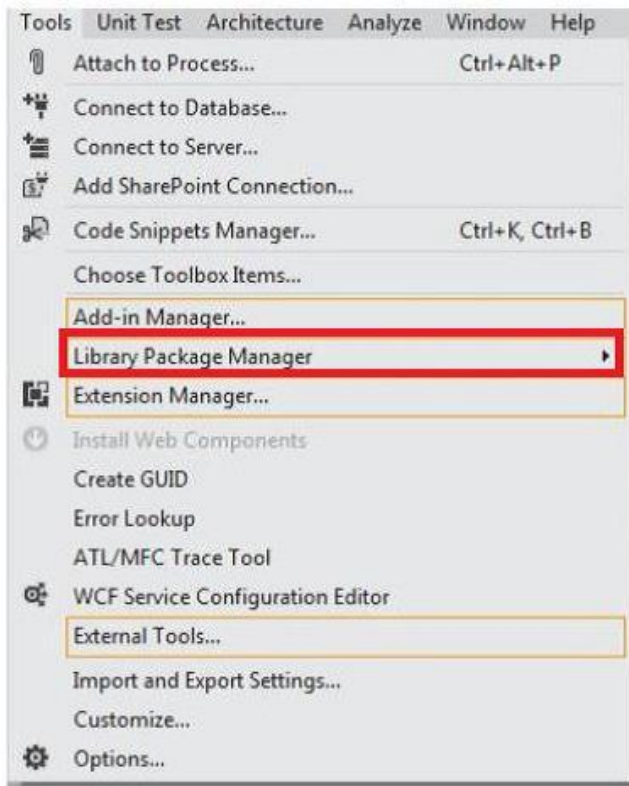 Tools Unit Test Architecture Analyze Window Help
Attach to Process... Ctrl+Alt+P
Connect to Database...
Connect to Server...
Add SharePoint Connection...
Code Snippets Manager... Ctrl+K, Ctrl+B
Choose Toolbox Items...
Add-in Manager...
Library Package Manager
Extension Manager...
Install Web Components
Create GUID
Error Lookup
ATL/MFC Trace Tool
WCF Service Configuration Editor
External Tools...
Import and Export Settings...
Customize...
Options...